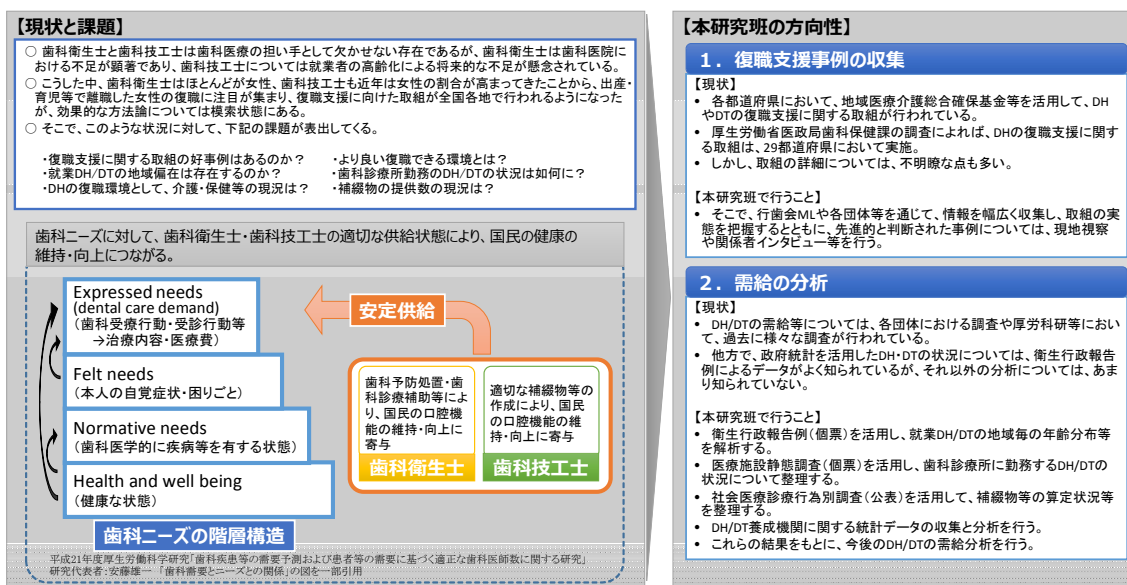 【現状と課題】
○ 歯科衛生士と歯科技工士は歯科医療の担い手として欠かせない存在であるが、歯科衛生士は歯科医院に
おける不足が顕著であり、歯科技工士については就業者の高齢化による将来的な不足が懸念されている。
○ こうした中、歯科衛生士はほとんどが女性、歯科技工士も近年は女性の割合が高まってきたことから、出産・
育児等で離職した女性の復職に注目が集まり、復職支援に向けた取組が全国各地で行われるようになった
が、効果的な方法論については模索状態にある。
○ そこで、このような状況に対して、下記の課題が表出してくる。
・復職支援に関する取組の好事例はあるのか？ ・より良い復職できる環境とは？
・就業DH/DTの地域偏在は存在するのか？ ・歯科診療所勤務のDH/DTの状況は如何に？
・DHの復職環境として、介護・保健等の現況は？ ・補綴物の提供数の現況は？
歯科ニーズに対して、歯科衛生士・歯科技工士の適切な供給状態により、国民の健康の
維持・向上につながる。
Expressed needs
(dental care demand)
（歯科受療行動・受診行動等
→治療内容・医療費）
Felt needs
（本人の自覚症状・困りごと）
Normative needs
（歯科医学的に疾病等を有する状態）
Health and well being
（健康な状態）
歯科ニーズの階層構造
安定供給
歯科予防処置・歯
科診療補助等によ
り、国民の口腔機
能の維持・向上に
寄与
歯科衛生士
適切な補綴物等の
作成により、国民
の口腔機能の維
持・向上に寄与
歯科技工士
平成21年度厚生労働科学研究「歯科疾患等の需要予測および患者等の需要に基づく適正な歯科医師数に関する研究」
研究代表者：安藤雄一 「歯科需要とニーズとの関係」の図を一部引用
【本研究班の方向性】
１．復職支援事例の収集
【現状】
• 各都道府県において、地域医療介護総合確保基金等を活用して、DH
やDTの復職支援に関する取組が行われている。
• 厚生労働省医政局歯科保健課の調査によれば、DHの復職支援に関す
る取組は、29都道府県において実施。
• しかし、取組の詳細については、不明瞭な点も多い。
【本研究班で行うこと】
• そこで、行歯会MLや各団体等を通じて、情報を幅広く収集し、取組の実
態を把握するとともに、先進的と判断された事例については、現地視察
や関係者インタビュー等を行う。
２．需給の分析
【現状】
• DH/DTの需給等については、各団体における調査や厚労科研等におい
て、過去に様々な調査が行われている。
• 他方で、政府統計を活用したDH・DTの状況については、衛生行政報告
例によるデータがよく知られているが、それ以外の分析については、あま
り知られていない。
【本研究班で行うこと】
• 衛生行政報告例（個票）を活用し、就業DH/DTの地域毎の年齢分布等
を解析する。
• 医療施設静態調査（個票）を活用し、歯科診療所に勤務するDH/DTの
状況について整理する。
• 社会医療診療行為別調査（公表）を活用して、補綴物等の算定状況等
を整理する。
• DH/DT養成機関に関する統計データの収集と分析を行う。
• これらの結果をもとに、今後のDH/DTの需給分析を行う。